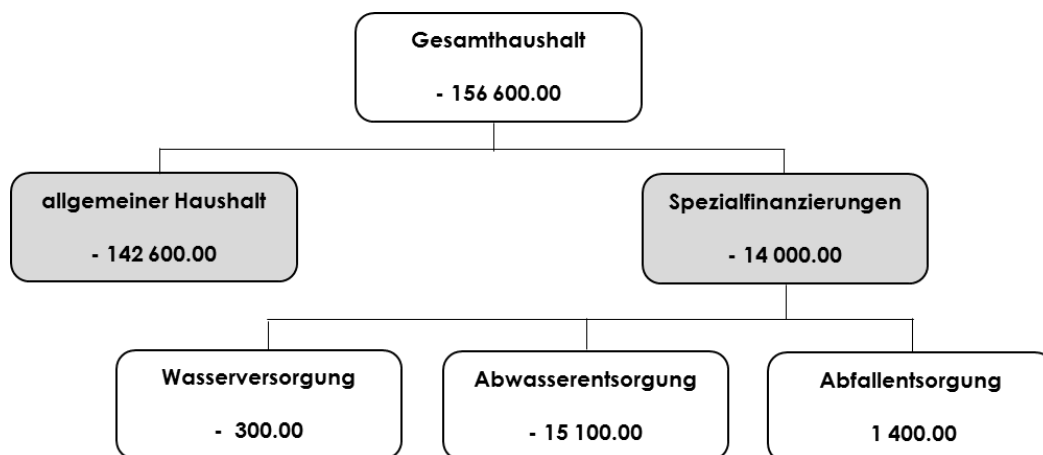 Gesamthaushalt
- 156 600.00
allgemeiner Haushalt
- 142 600.00
Spezialfinanzierungen
- 14 000.00
Wasserversorgung
- 300.00
Abwasserentsorgung
- 15 100.00
Abfallentsorgung
1 400.00